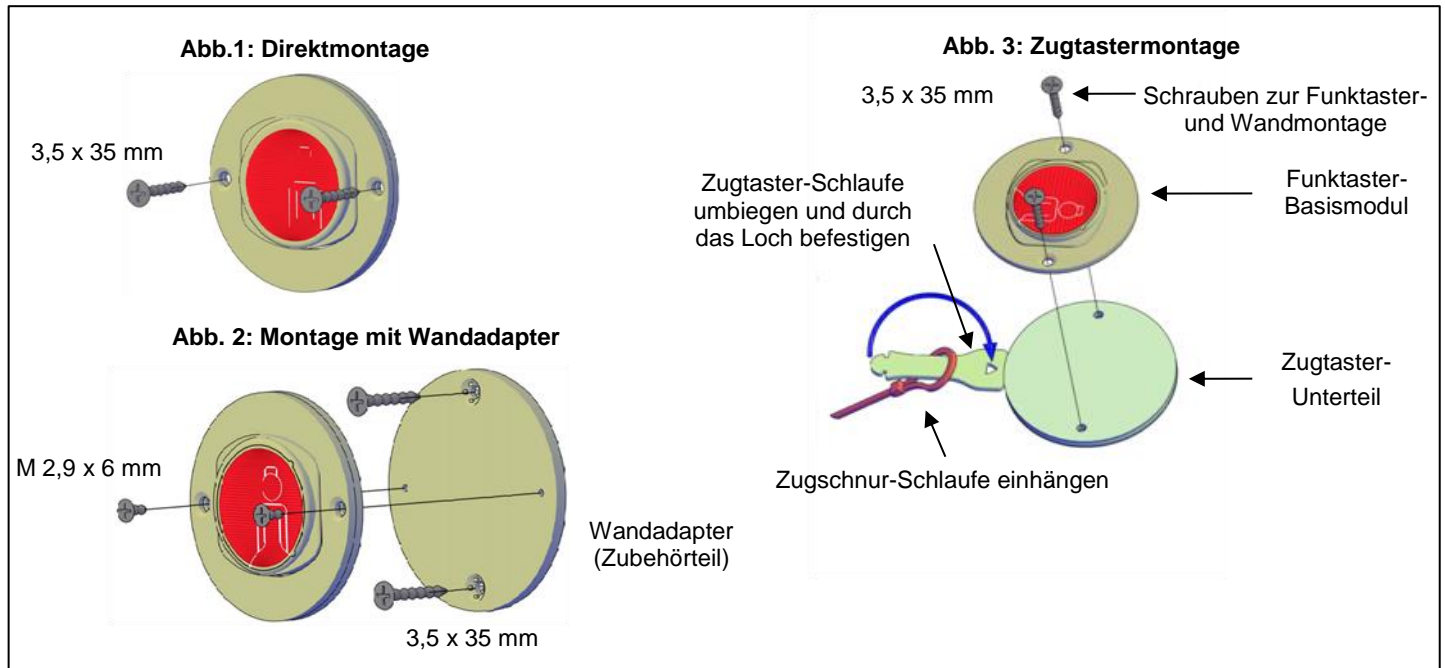 Abb.1: Direktmontage
3,5 x 35 mm
Abb. 2: Montage mit Wandadapter
M 2,9 x 6 mm
Wandadapter
(Zubehörteil)
3,5 x 35 mm
Abb. 3: Zugtastermontage
3,5 x 35 mm
Schrauben zur Funktaster-
und Wandmontage
Zugtaster-Schlaufe
umbiegen und durch
das Loch befestigen
Funktaster-
Basismodul
Zugtaster-
Unterteil
Zugschnur-Schlaufe einhängen